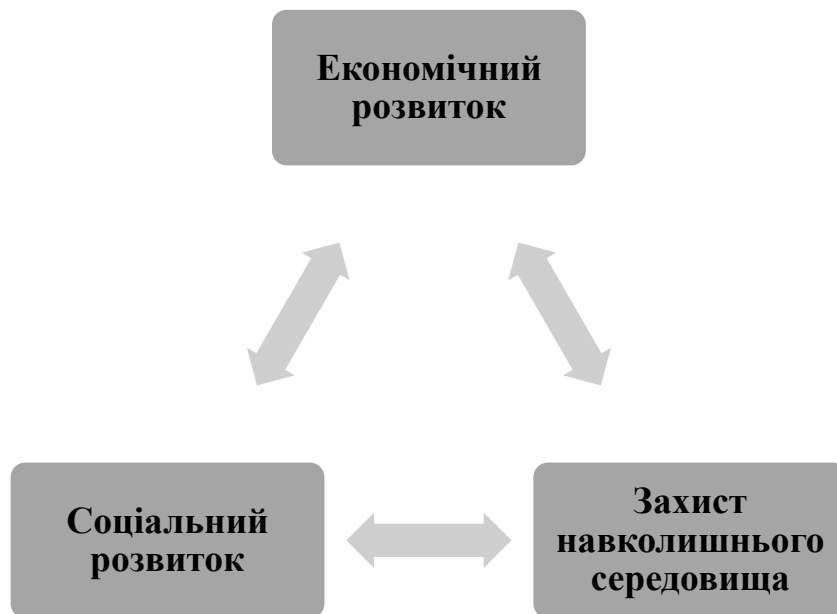 Економічний
розвиток
Соціальний
розвиток
Захист
навколишнього
середовища